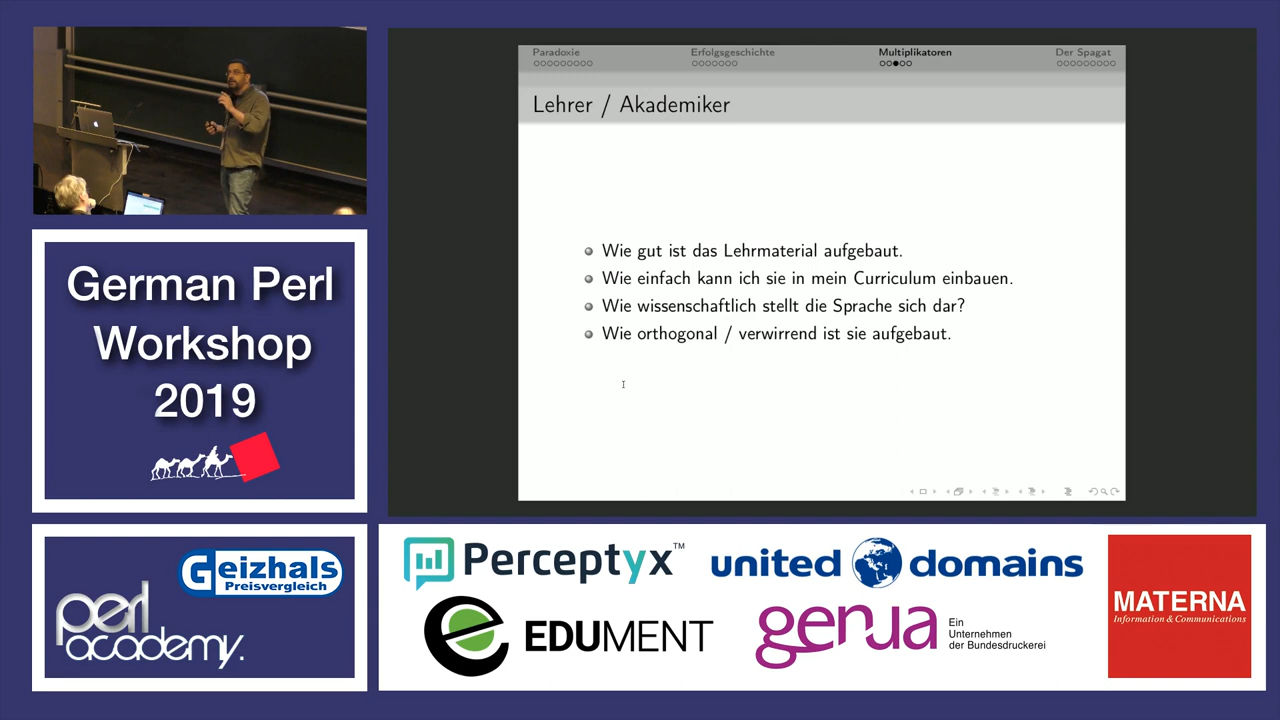 Paradoxie
Erfolgsgeschichte
Multiplikatoren
Der Spagat
Lehrer / Akademiker
Wie gut ist das Lehrmaterial aufgebaut.
Wie einfach kann ich sie in mein Curriculum einbauen.
Wie wissenschaftlich stellt die Sprache sich dar?
Wie orthogonal / verwirrend ist sie aufgebaut.
German Perl
Workshop
2019
Geizhals
Preisvergleich
perl
academy.
Perceptyx™
united domains
EDUMENT
genua
Ein
Unternehmen
der Bundesdruckerei
MATERNA
Information & Communications